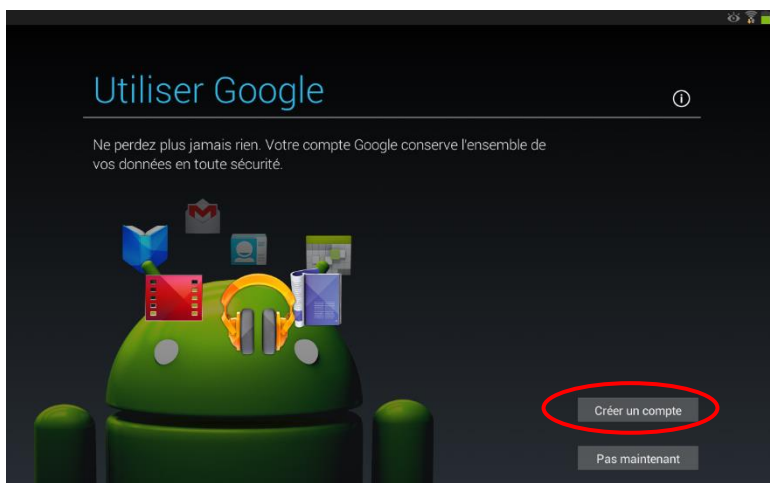 Utiliser Google
Ne perdez plus jamais rien. Votre compte Google conserve l'ensemble de
vos données en toute sécurité.
Créer un compte
Pas maintenant